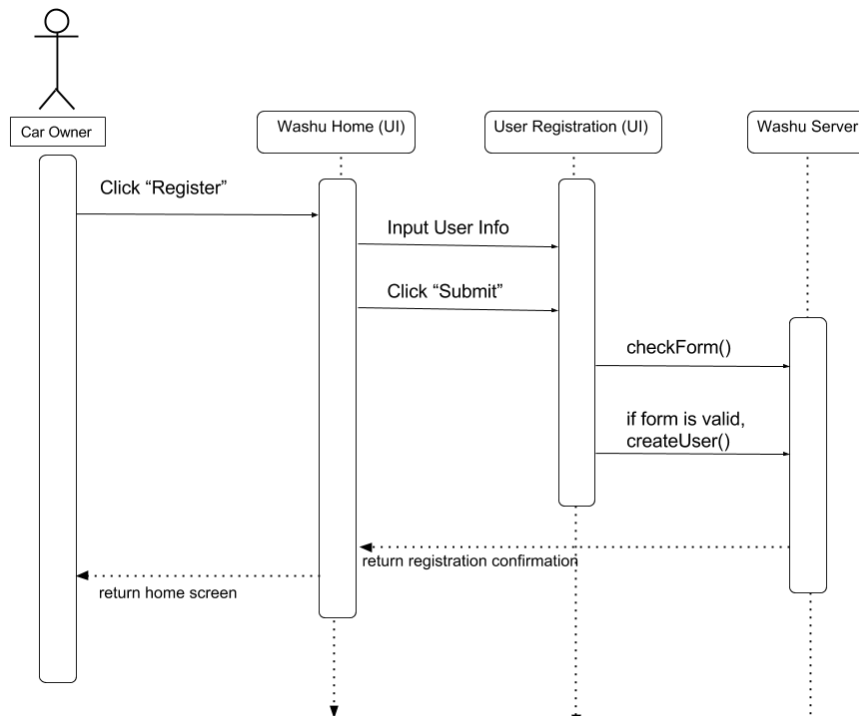 Car Owner
Washu Home (UI)
User Registration (UI)
Washu Server
Click “Register”
Input User Info
Click “Submit”
checkForm()
if form is valid,
createUser()
return registration confirmation
return home screen